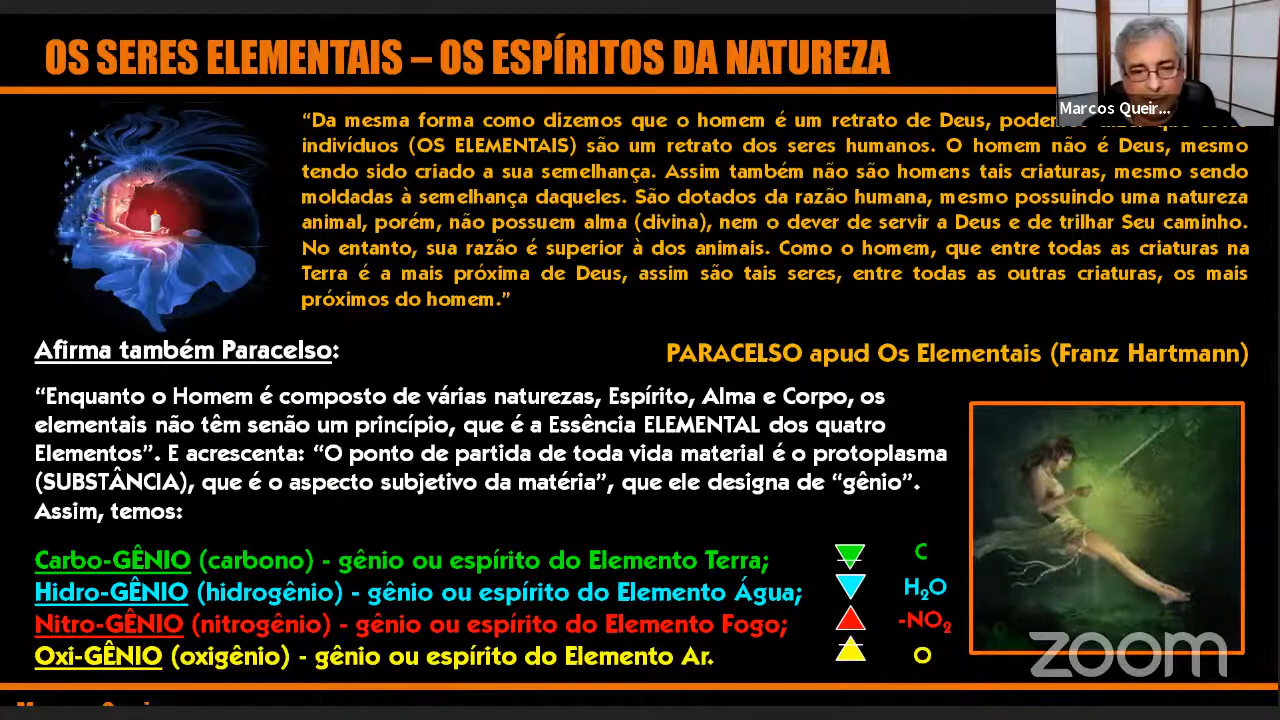 OS SERES ELEMENTAIS – OS ESPÍRITOS DA NATUREZA
Marcos Queir...
“Da mesma forma como dizemos que o homem é um retrato de Deus,
indivíduos (OS ELEMENTAIS) são um retrato dos seres humanos. O homem não é Deus, mesmo
tendo sido criado a sua semelhança. Assim também não são homens tais criaturas, mesmo sendo
moldadas à semelhança daqueles. São dotados da razão humana, mesmo possuindo uma natureza
animal, porém, não possuem alma (divina), nem o dever de servir a Deus e de trilhar Seu caminho.
No entanto, sua razão é superior à dos animais. Como o homem, que entre todas as criaturas na
Terra é a mais próxima de Deus, assim são tais seres, entre todas as outras criaturas, os mais
próximos do homem.”
Afirma também Paracelso:
PARACELSO apud Os Elementais (Franz Hartmann)
“Enquanto o Homem é composto de várias naturezas, Espírito, Alma e Corpo, os
elementais não têm senão um princípio, que é a Essência ELEMENTAL dos quatro
Elementos”. E acrescenta: “O ponto de partida de toda vida material é o protoplasma
(SUBSTÂNCIA), que é o aspecto subjetivo da matéria”, que ele designa de “gênio”.
Assim, temos:
Carbo-GÊNIO (carbono) - gênio ou espírito do Elemento Terra; C
Hidro-GÊNIO (hidrogênio) - gênio ou espírito do Elemento Água; H₂O
Nitro-GÊNIO (nitrogênio) - gênio ou espírito do Elemento Fogo; -NO₂
Oxi-GÊNIO (oxigênio) - gênio ou espírito do Elemento Ar. O
zoom